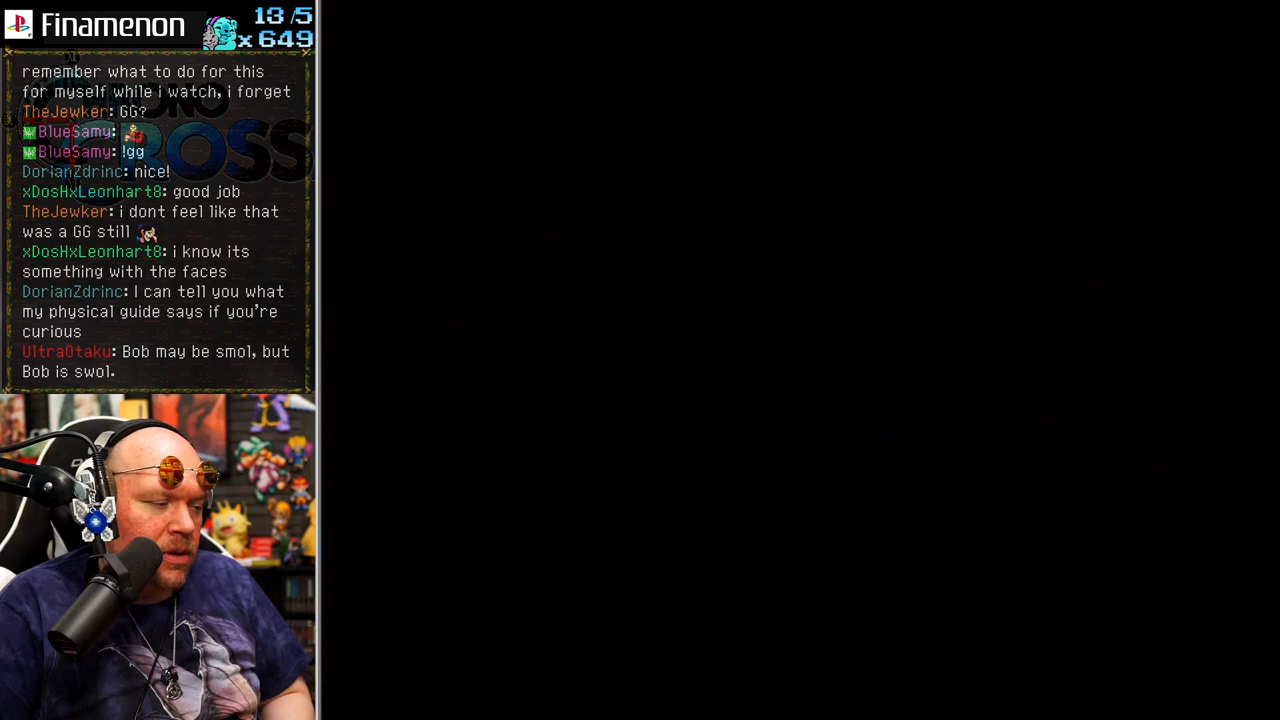 Finamenon
13/5
x649
remember what to do for this
for myself while i watch, i forget
TheJewker: GG?
BlueSamy:
BlueSamy: !gg
DorianZdrinc: nice!
xDosHxLeonhart8: good job
TheJewker: i dont feel like that
was a GG still
xDosHxLeonhart8: i know its
something with the faces
DorianZdrinc: I can tell you what
my physical guide says if you're
curious
U1traOtaku: Bob may be smol, but
Bob is swol.
CROSS